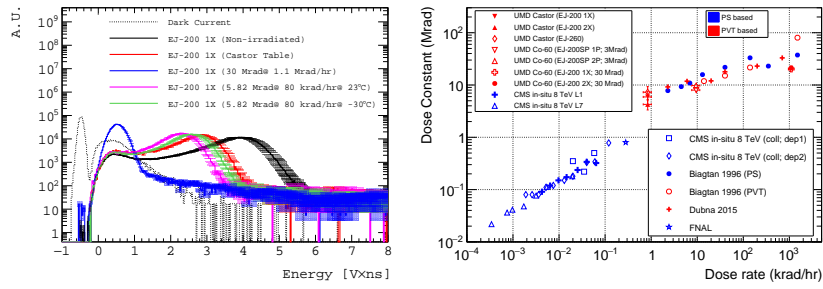 A.U.
10⁹
10⁸
10⁷
10⁶
10⁵
10⁴
10³
10²
10
1
Dark Current
EJ-200 1X (Non-irradiated)
EJ-200 1X (Castor Table)
EJ-200 1X (30 Mrad@ 1.1 Mrad/hr)
EJ-200 1X (5.82 Mrad@ 80 krad/hr@ 23°C)
EJ-200 1X (5.82 Mrad@ 80 krad/hr@ -30°C)
−1 0 1 2 3 4 5 6 7 8
Energy [V×ns]
Dose Constant (Mrad)
10²
10
1
10⁻¹
10⁻²
UMD Castor (EJ-200 1X)
UMD Castor (EJ-200 2X)
UMD Co-60 (EJ-260)
UMD Co-60 (EJ-200SP 1P; 3Mrad)
UMD Co-60 (EJ-200SP 2P; 3Mrad)
UMD Co-60 (EJ-200 1X; 30 Mrad)
UMD Co-60 (EJ-200 2X; 30 Mrad)
CMS in-situ 8 TeV L1
CMS in-situ 8 TeV L7
PS based
PVT based
CMS in-situ 8 TeV (coll; dep1)
CMS in-situ 8 TeV (coll; dep2)
Biagtan 1996 (PS)
Biagtan 1996 (PVT)
Dubna 2015
FNAL
10⁻⁴ 10⁻³ 10⁻² 10⁻¹ 1 10 10² 10³
Dose rate (krad/hr)